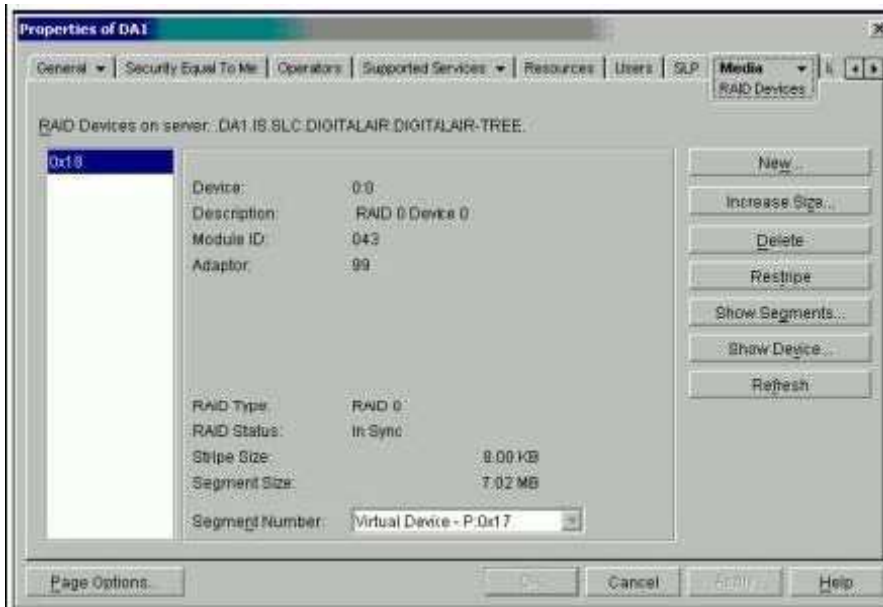 Properties of DA1
General Security Equal To Me Operators Supported Services Resources Users SLP Media
RAID Devices
RAID Devices on server: .DA1.IS.SLC.DIGITALAIR.DIGITALAIR-TREE.
0x18
New...
Device: 0:0
Increase Size...
Description: RAID 0 Device 0
Module ID: 043
Delete
Adaptor: 99
Restripe
Show Segments...
Show Device...
Refresh
RAID Type: RAID 0
RAID Status: In Sync
Stripe Size: 8.00 KB
Segment Size: 7.02 MB
Segment Number: Virtual Device - P:0x17
Page Options... Cancel Help